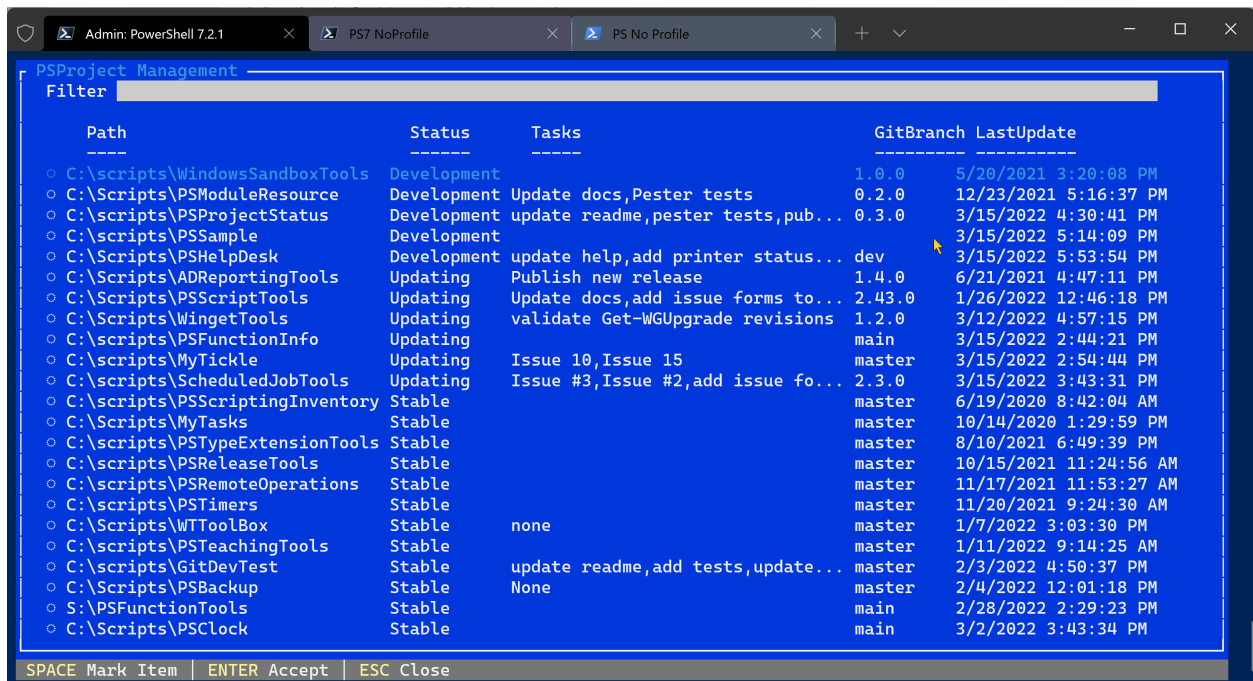 Admin: PowerShell 7.2.1 PS7 NoProfile PS No Profile
PSProject Management
Filter
Path Status Tasks GitBranch LastUpdate
---- ------ ----- --------- ----------
C:\scripts\WindowsSandboxTools Development 1.0.0 5/20/2021 3:20:08 PM
C:\Scripts\PSModuleResource Development Update docs,Pester tests 0.2.0 12/23/2021 5:16:37 PM
C:\scripts\PSProjectStatus Development update readme,pester tests,pub... 0.3.0 3/15/2022 4:30:41 PM
C:\scripts\PSSample Development 3/15/2022 5:14:09 PM
C:\scripts\PSHelpDesk Development update help,add printer status... dev 3/15/2022 5:53:54 PM
C:\scripts\ADReportingTools Updating Publish new release 1.4.0 6/21/2021 4:47:11 PM
C:\scripts\PSScriptTools Updating Update docs,add issue forms to... 2.43.0 1/26/2022 12:46:18 PM
C:\scripts\WingetTools Updating validate Get-WGUpgrade revisions 1.2.0 3/12/2022 4:57:15 PM
C:\scripts\PSFunctionInfo Updating main 3/15/2022 2:44:21 PM
C:\scripts\MyTickle Updating Issue 10,Issue 15 master 3/15/2022 2:54:44 PM
C:\scripts\ScheduledJobTools Updating Issue #3,Issue #2,add issue fo... 2.3.0 3/15/2022 3:43:31 PM
C:\scripts\PSScriptingInventory Stable master 6/19/2020 8:42:04 AM
C:\Scripts\MyTasks Stable master 10/14/2020 1:29:59 PM
C:\scripts\PSTypeExtensionTools Stable master 8/10/2021 6:49:39 PM
C:\scripts\PSReleaseTools Stable master 10/15/2021 11:24:56 AM
C:\scripts\PSRemoteOperations Stable master 11/17/2021 11:53:27 AM
C:\scripts\PSTimers Stable master 11/20/2021 9:24:30 AM
C:\Scripts\WTToolBox Stable none master 1/7/2022 3:03:30 PM
C:\scripts\PSTeachingTools Stable master 1/11/2022 9:14:25 AM
C:\scripts\GitDevTest Stable update readme,add tests,update... master 2/3/2022 4:50:37 PM
C:\Scripts\PSBackup Stable None master 2/4/2022 12:01:18 PM
S:\PSFunctionTools Stable main 2/28/2022 2:29:23 PM
C:\Scripts\PSClock Stable main 3/2/2022 3:43:34 PM
SPACE Mark Item │ ENTER Accept │ ESC Close